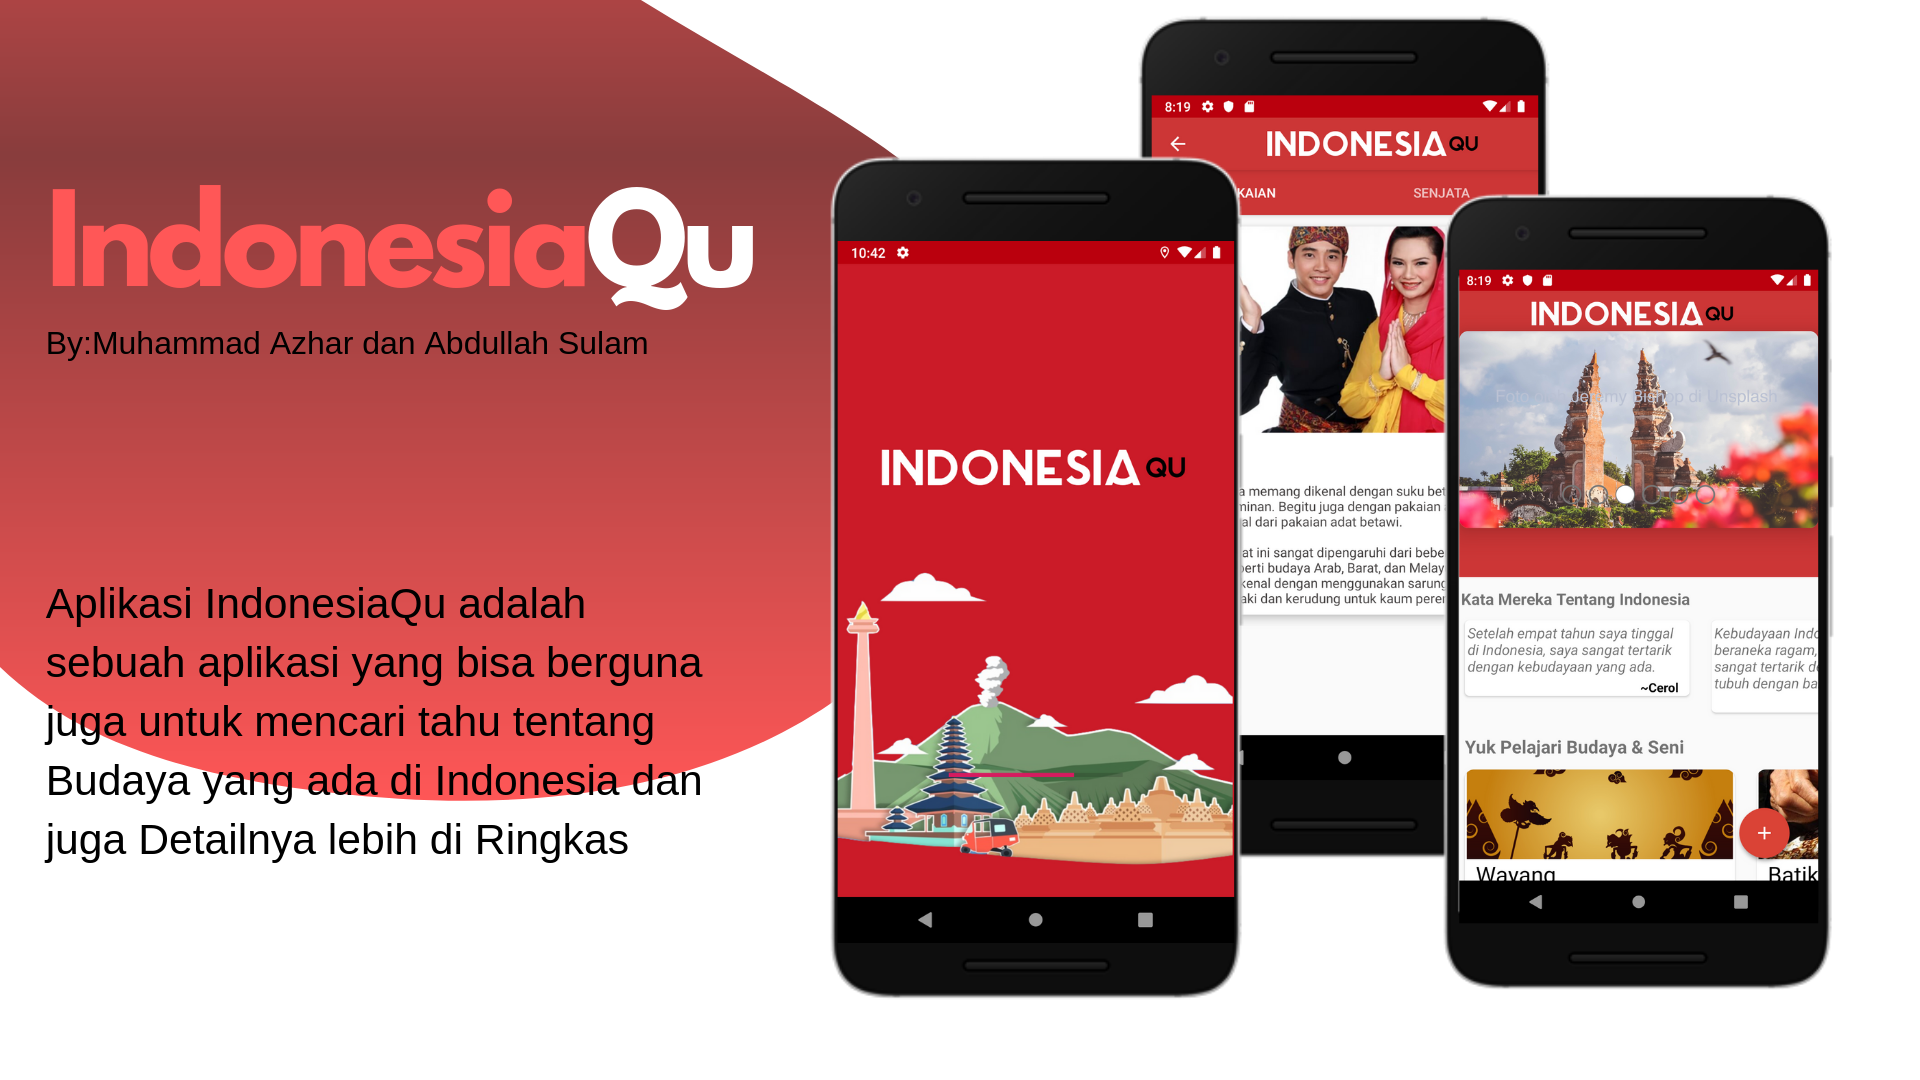 IndonesiaQu
By:Muhammad Azhar dan Abdullah Sulam
Aplikasi IndonesiaQu adalah
sebuah aplikasi yang bisa berguna
juga untuk mencari tahu tentang
Budaya yang ada di Indonesia dan
juga Detailnya lebih di Ringkas
10:42
INDONESIA QU
8:19
INDONESIA QU
KAIAN SENJATA
a memang dikenal dengan suku bet
ninan. Begitu juga dengan pakaian
al dari pakaian adat betawi.
at ini sangat dipengaruhi dari bebe
erti budaya Arab, Barat, dan Melay
kenal dengan menggunakan sarung
aki dan kerudung untuk kaum perer
8:19
INDONESIA QU
Foto Jeremy Bishop di Unsplash
Kata Mereka Tentang Indonesia
Setelah empat tahun saya tinggal
di Indonesia, saya sangat tertarik
dengan kebudayaan yang ada.
~Cerol
Kebudayaan Indo
beraneka ragam,
sangat tertarik de
tubuh dengan ba
Yuk Pelajari Budaya & Seni
Wayang
Batik